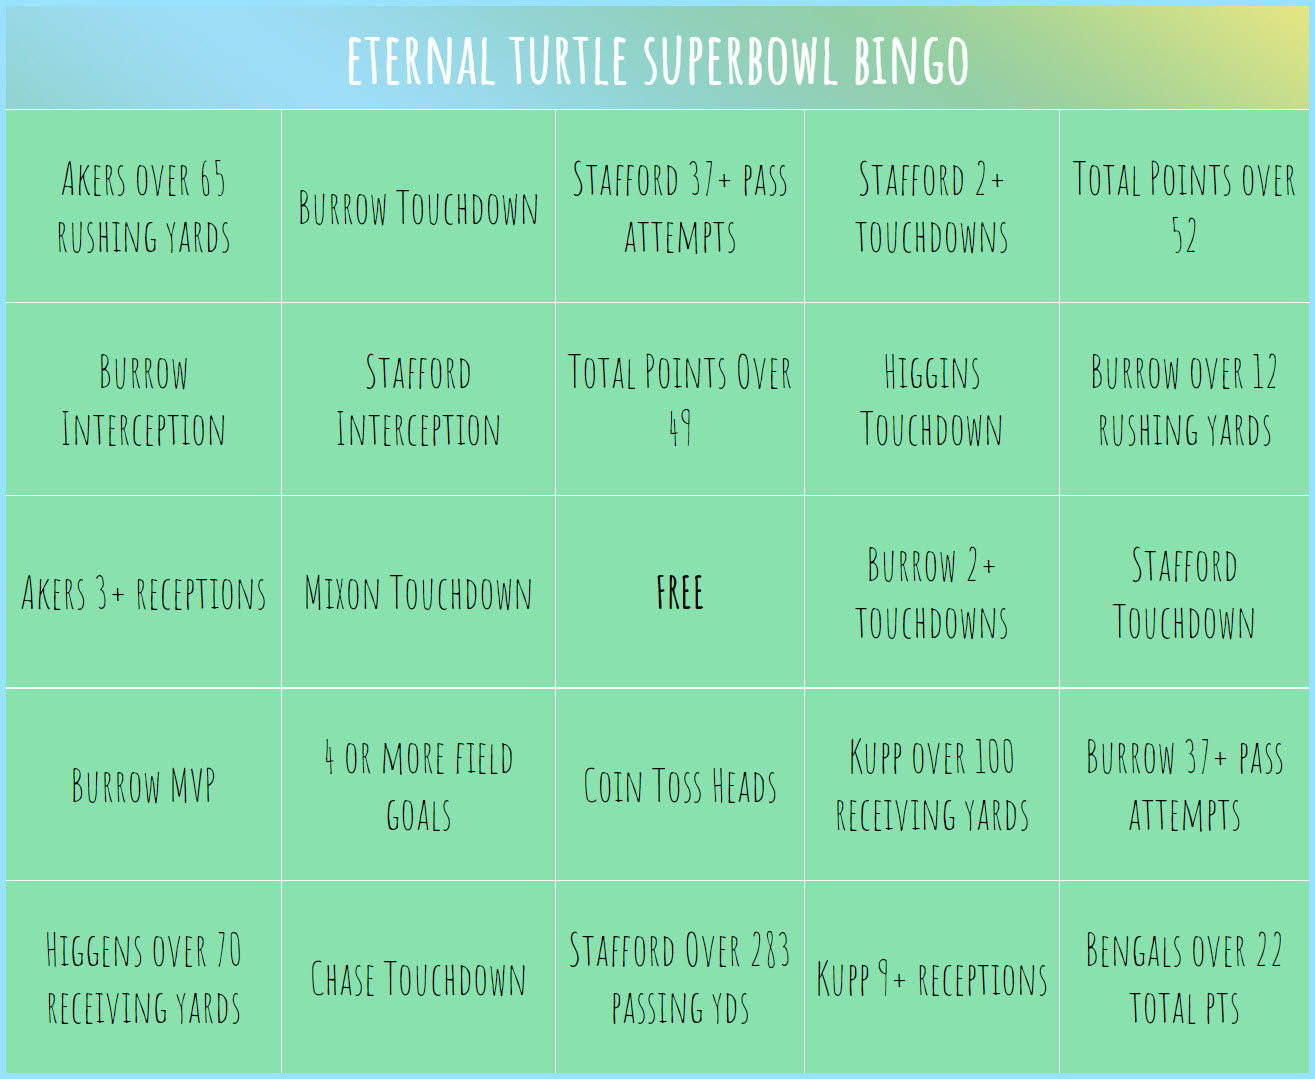 ETERNAL TURTLE SUPERBOWL BINGO
Akers over 65
rushing yards
Burrow Touchdown
Stafford 37+ pass
attempts
Stafford 2+
touchdowns
Total Points over
52
Burrow
Interception
Stafford
Interception
Total Points Over
49
Higgins
Touchdown
Burrow over 12
rushing yards
Akers 3+ receptions
Mixon Touchdown
FREE
Burrow 2+
touchdowns
Stafford
Touchdown
Burrow MVP
4 or more field
goals
Coin Toss Heads
Kupp over 100
receiving yards
Burrow 37+ pass
attempts
Higgens over 70
receiving yards
Chase Touchdown
Stafford Over 283
passing yds
Kupp 9+ receptions
Bengals over 22
total pts